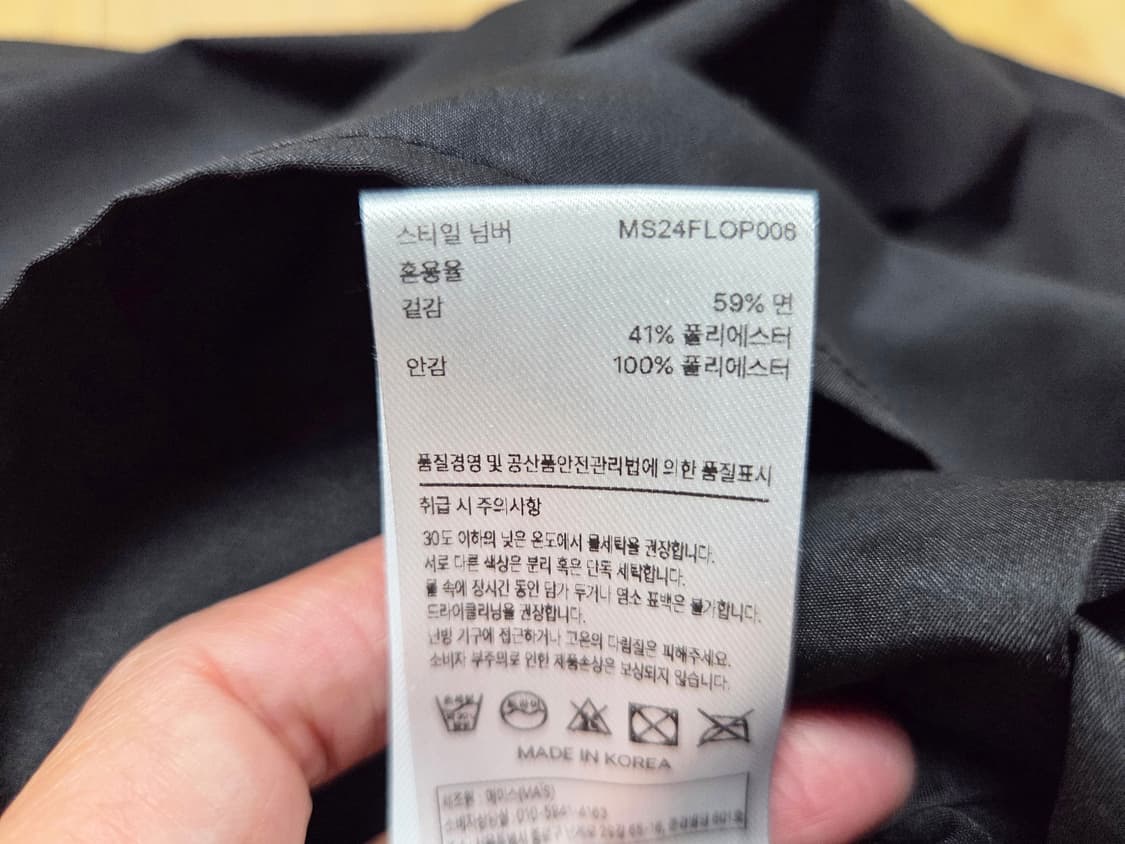 스타일 넘버 MS24FLOP006
혼용율
겉감 59% 면
41% 폴리에스터
안감 100% 폴리에스터
품질경영 및 공산품안전관리법에 의한 품질표시
취급 시 주의사항
30도 이하의 낮은 온도에서 물세탁을 권장합니다.
서로 다른 색상은 분리 혹은 단독 세탁합니다.
물 속에 장시간 동안 담가 두거나 염소 표백은 불가합니다.
드라이클리닝을 권장합니다.
난방 기구에 접근하거나 고온의 다림질은 피해주세요.
소비자 부주의로 인한 제품손상은 보상되지 않습니다.
MADE IN KOREA
제조원 : 메이스(MA'S)